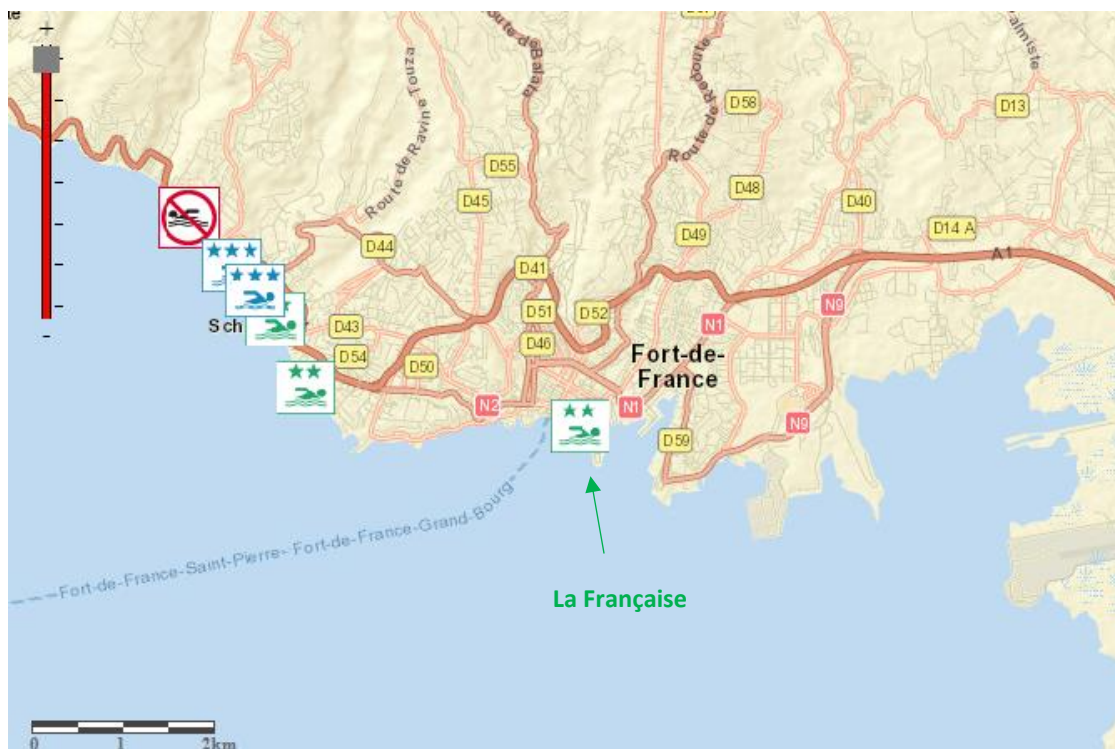 te
Route de Balata
Route de Ravine Touza
Route de Redoute
almiste
D58
D13
D55
D48
D45
D40
D14 A
D49
D44
A1
D41
D51
D52
N9
Sch
D43
N1
D46
Fort-de-
France
D54
D50
N2
N1
N9
D59
Fort-de-France-Saint-Pierre- Fort-de-France-Grand-Bourg
La Française
0 1 2km